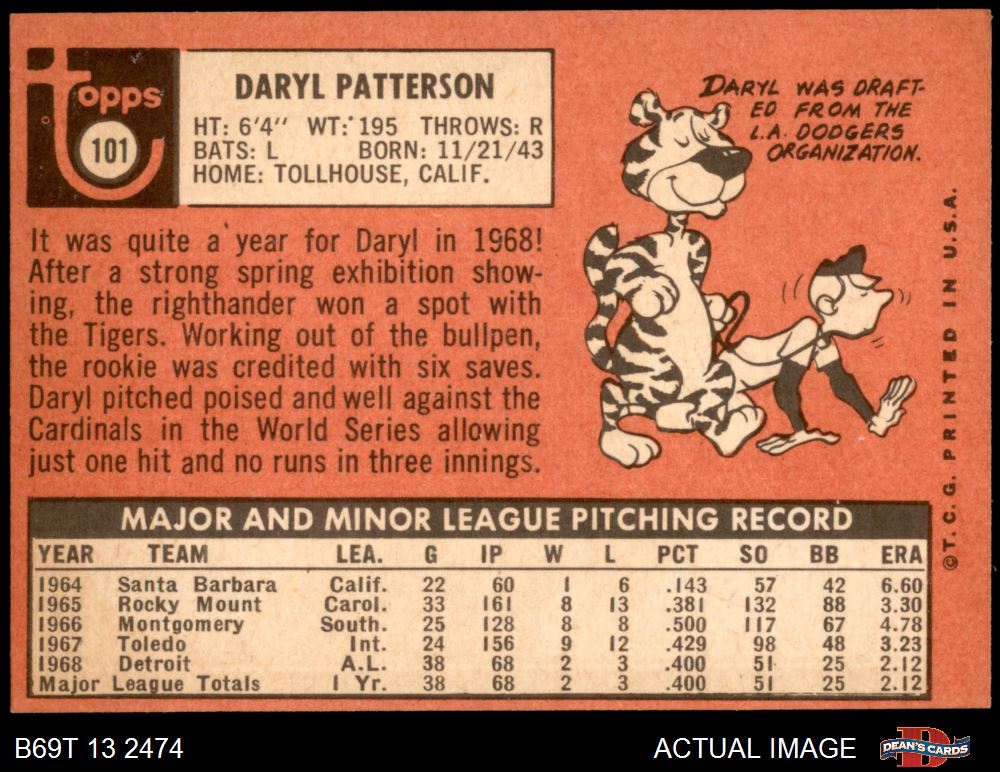 Topps
101
DARYL PATTERSON
HT: 6'4" WT: 195 THROWS: R
BATS: L BORN: 11/21/43
HOME: TOLLHOUSE, CALIF.
DARYL WAS DRAFT-
ED FROM THE
L.A. DODGERS
ORGANIZATION.
It was quite a year for Daryl in 1968!
After a strong spring exhibition show-
ing, the righthander won a spot with
the Tigers. Working out of the bullpen,
the rookie was credited with six saves.
Daryl pitched poised and well against the
Cardinals in the World Series allowing
just one hit and no runs in three innings.
© T.C.G. PRINTED IN U.S.A.
MAJOR AND MINOR LEAGUE PITCHING RECORD
YEAR TEAM LEA. G IP W L PCT SO BB ERA
1964 Santa Barbara Calif. 22 60 1 6 .143 57 42 6.60
1965 Rocky Mount Carol. 33 161 8 13 .381 132 88 3.30
1966 Montgomery South. 25 128 8 8 .500 117 67 4.78
1967 Toledo Int. 24 156 9 12 .429 98 48 3.23
1968 Detroit A.L. 38 68 2 3 .400 51 25 2.12
Major League Totals 1 Yr. 38 68 2 3 .400 51 25 2.12
B69T 13 2474
ACTUAL IMAGE
D
DEAN'S CARDS